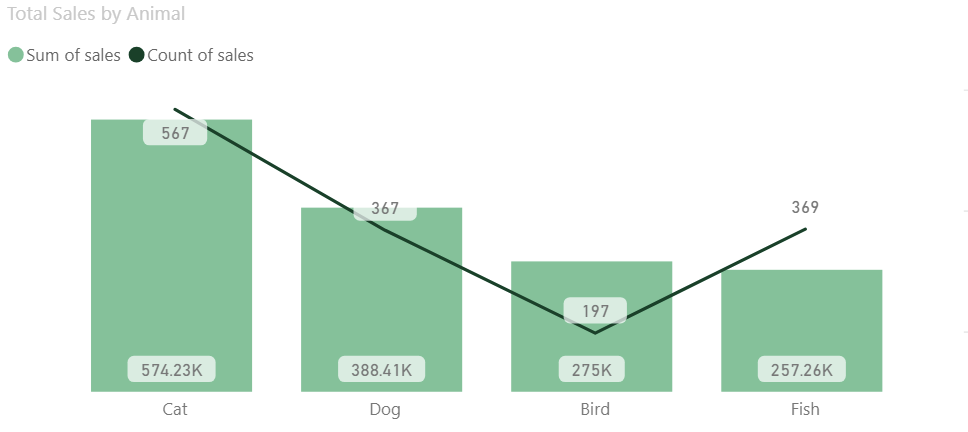 Total Sales by Animal
Sum of sales Count of sales
567
367
369
197
574.23K 388.41K 275K 257.26K
Cat Dog Bird Fish